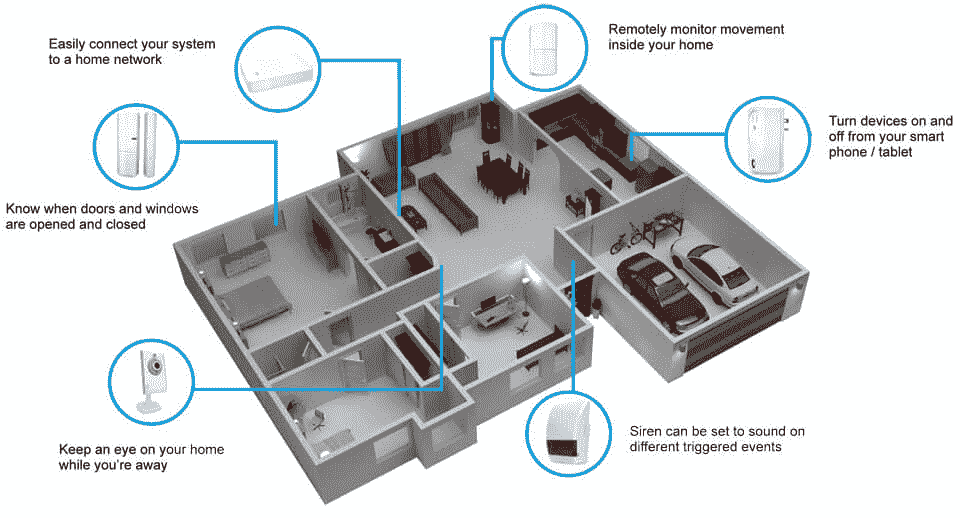 Easily connect your system
to a home network
Remotely monitor movement
inside your home
Turn devices on and
off from your smart
phone / tablet
Know when doors and windows
are opened and closed
Keep an eye on your home
while you're away
Siren can be set to sound on
different triggered events